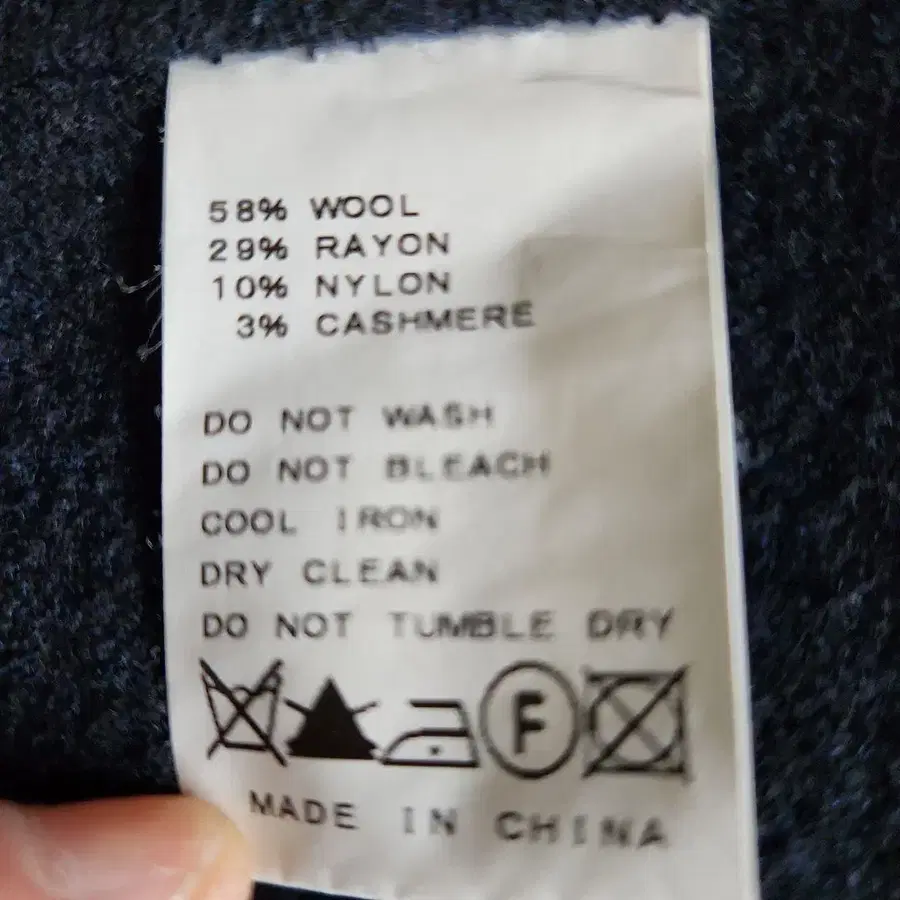 58% WOOL
29% RAYON
10% NYLON
3% CASHMERE
DO NOT WASH
DO NOT BLEACH
COOL IRON
DRY CLEAN
DO NOT TUMBLE DRY
F
MADE IN CHINA